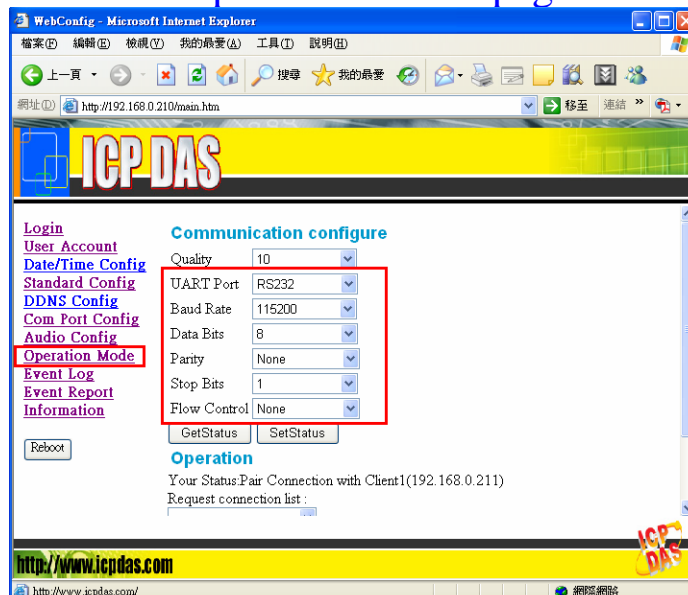 WebConfig - Microsoft Internet Explorer
檔案(F) 編輯(E) 檢視(V) 我的最愛(A) 工具(T) 說明(H)
上一頁 搜尋 我的最愛
網址(D) http://192.168.0.210/main.htm 移至 連結 »
ICP DAS
Login
User Account
Date/Time Config
Standard Config
DDNS Config
Com Port Config
Audio Config
Operation Mode
Event Log
Event Report
Information
Reboot
Communication configure
Quality 10
UART Port RS232
Baud Rate 115200
Data Bits 8
Parity None
Stop Bits 1
Flow Control None
GetStatus SetStatus
Operation
Your Status:Pair Connection with Client1(192.168.0.211)
Request connection list :
http://www.icpdas.com
ICP DAS
http://www.icpdas.com/ 網際網路